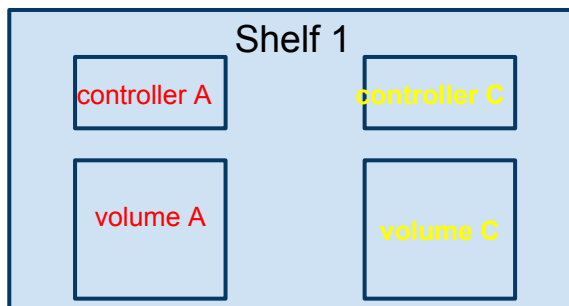 Shelf 1
controller A
controller C
volume A
volume C